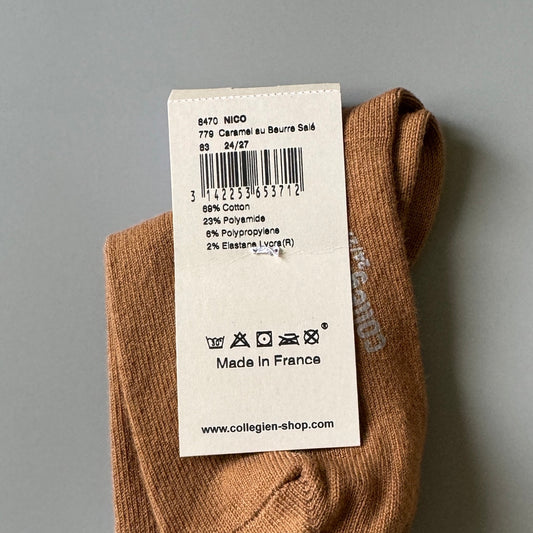 8470 NICO
779 Caramel au Beurre Salé
83 24/27
3 142253 653712
69% Cotton
23% Polyamide
6% Polypropylene
2% Elastane Lycra(R)
Made In France
www.collegien-shop.com